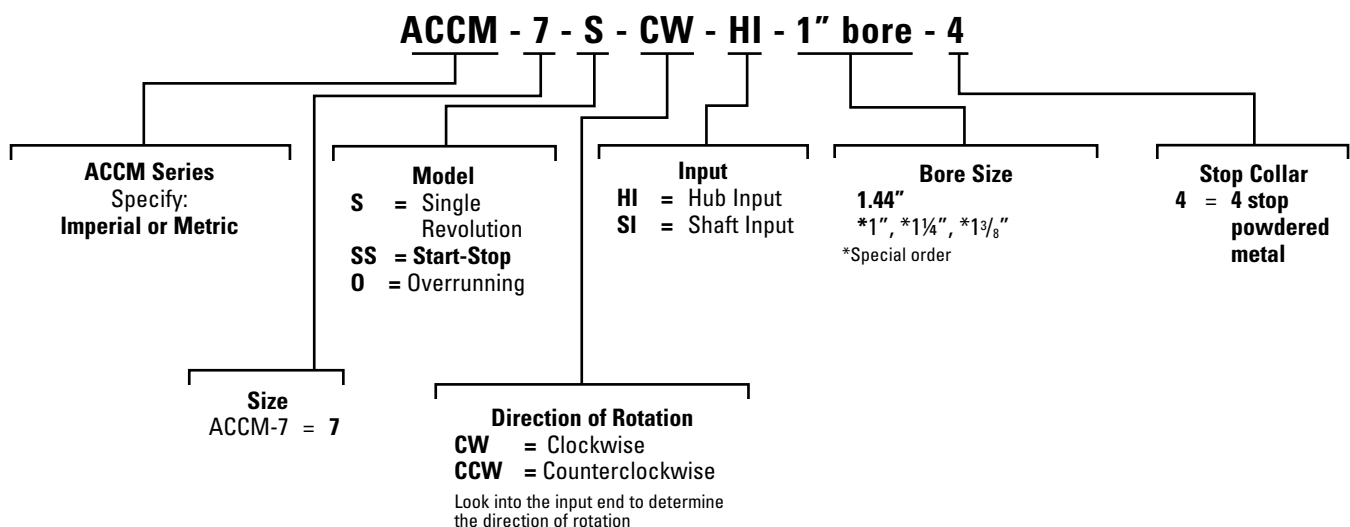 ACCM - 7 - S - CW - HI - 1" bore - 4
ACCM Series
Specify:
Imperial or Metric
Model
S = Single
Revolution
SS = Start-Stop
O = Overrunning
Input
HI = Hub Input
SI = Shaft Input
Bore Size
1.44"
*1", *1¼", *1³/₈"
*Special order
Stop Collar
4 = 4 stop
powdered
metal
Size
ACCM-7 = 7
Direction of Rotation
CW = Clockwise
CCW = Counterclockwise
Look into the input end to determine
the direction of rotation